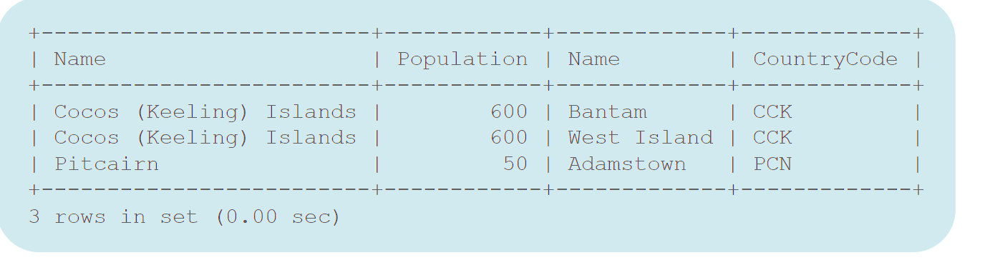 +-------------------------+------------+-------------+-------------+
| Name                    | Population | Name        | CountryCode |
+-------------------------+------------+-------------+-------------+
| Cocos (Keeling) Islands |        600 | Bantam      | CCK         |
| Cocos (Keeling) Islands |        600 | West Island | CCK         |
| Pitcairn                |         50 | Adamstown   | PCN         |
+-------------------------+------------+-------------+-------------+
3 rows in set (0.00 sec)